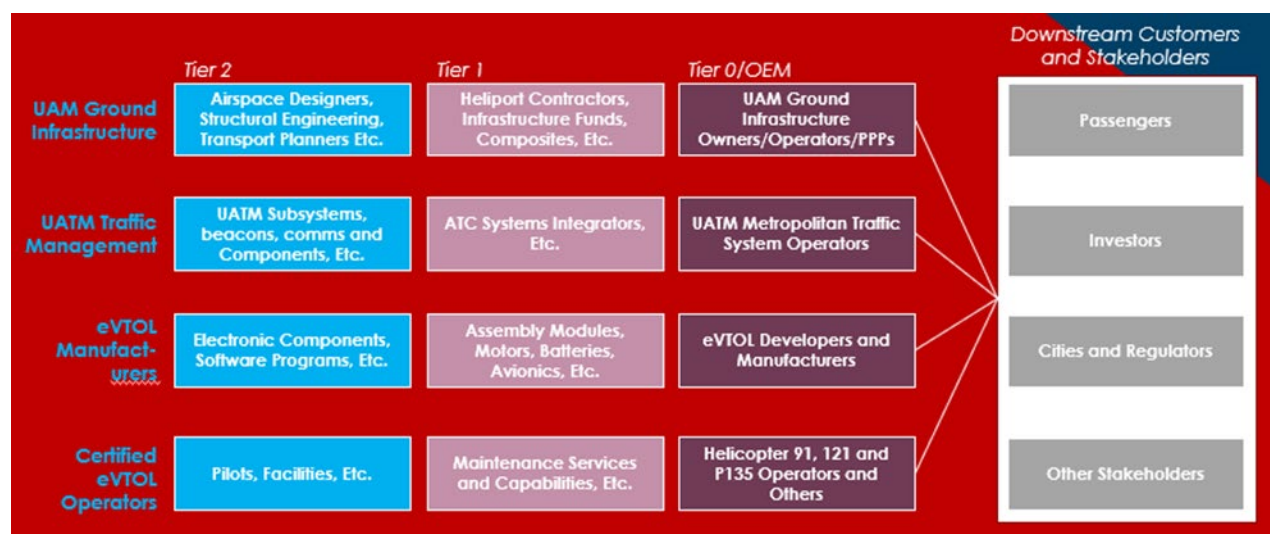 Downstream Customers
and Stakeholders
Tier 2
Tier 1
Tier 0/OEM
UAM Ground
Infrastructure
Airspace Designers,
Structural Engineering,
Transport Planners Etc.
Heliport Contractors,
Infrastructure Funds,
Composites, Etc.
UAM Ground
Infrastructure
Owners/Operators/PPPs
Passengers
UATM Traffic
Management
UATM Subsystems,
beacons, comms and
Components, Etc.
ATC Systems Integrators,
Etc.
UATM Metropolitan Traffic
System Operators
Investors
eVTOL
Manufact-
urers
Electronic Components,
Software Programs, Etc.
Assembly Modules,
Motors, Batteries,
Avionics, Etc.
eVTOL Developers and
Manufacturers
Cities and Regulators
Certified
eVTOL
Operators
Pilots, Facilities, Etc.
Maintenance Services
and Capabilities, Etc.
Helicopter 91, 121 and
P135 Operators and
Others
Other Stakeholders